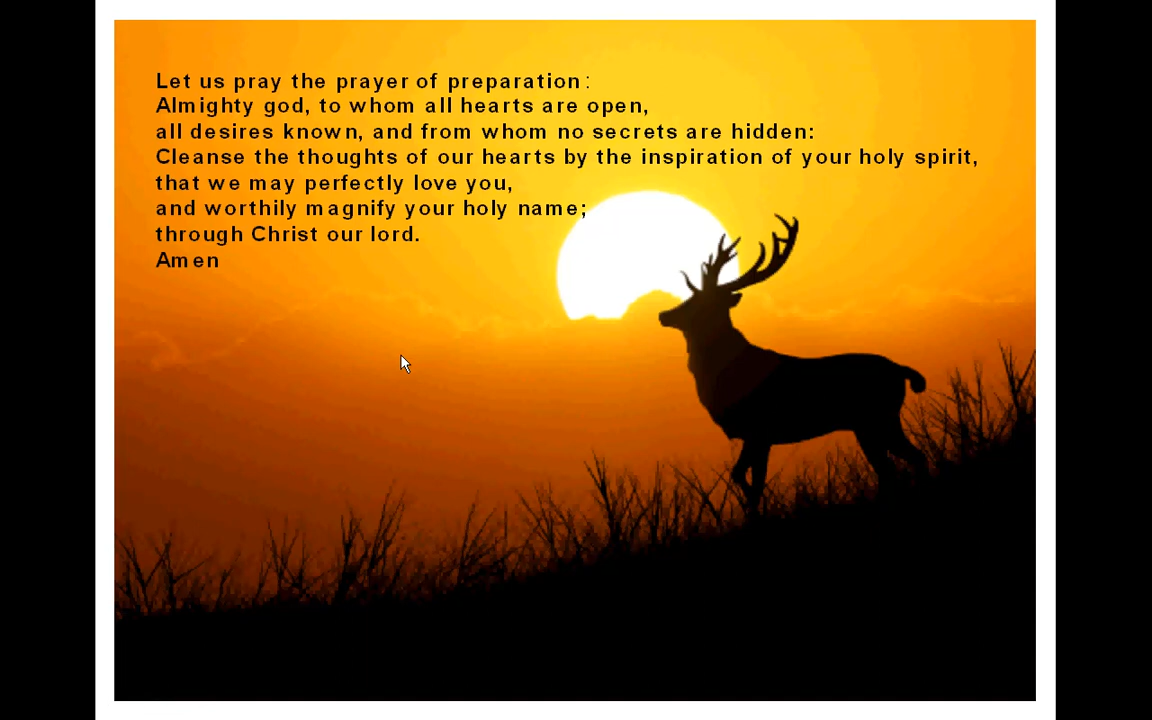 Let us pray the prayer of preparation:
Almighty god, to whom all hearts are open,
all desires known, and from whom no secrets are hidden:
Cleanse the thoughts of our hearts by the inspiration of your holy spirit,
that we may perfectly love you,
and worthily magnify your holy name;
through Christ our lord.
Amen